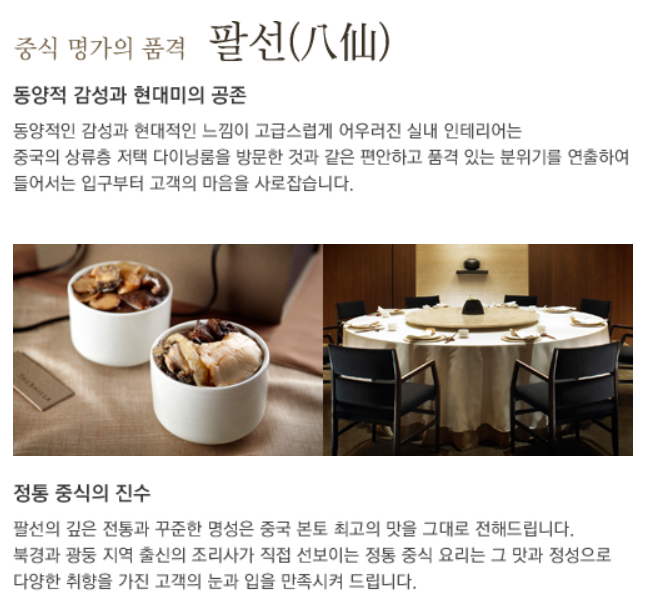 중식 명가의 품격 팔선(八仙)
동양적 감성과 현대미의 공존
동양적인 감성과 현대적인 느낌이 고급스럽게 어우러진 실내 인테리어는
중국의 상류층 저택 다이닝룸을 방문한 것과 같은 편안하고 품격 있는 분위기를 연출하여
들어서는 입구부터 고객의 마음을 사로잡습니다.
THE SHILLA
정통 중식의 진수
팔선의 깊은 전통과 꾸준한 명성은 중국 본토 최고의 맛을 그대로 전해드립니다.
북경과 광둥 지역 출신의 조리사가 직접 선보이는 정통 중식 요리는 그 맛과 정성으로
다양한 취향을 가진 고객의 눈과 입을 만족시켜 드립니다.